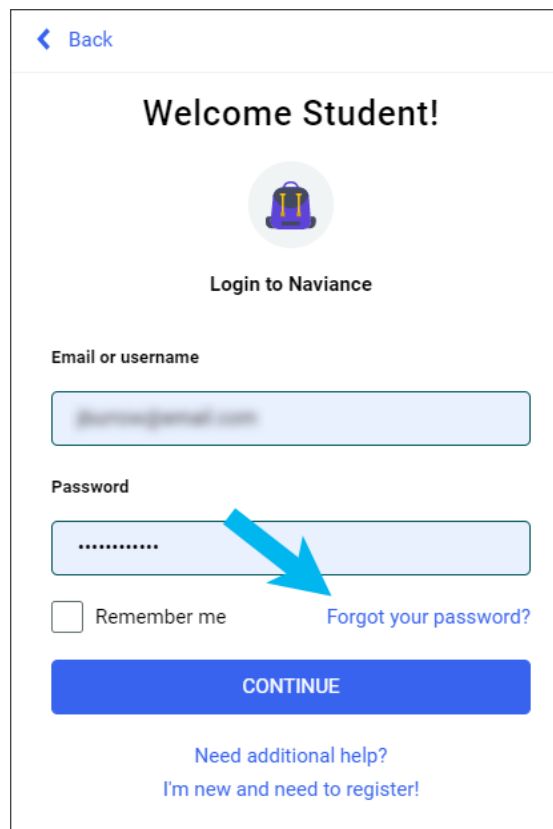 Back
Welcome Student!
Login to Naviance
Email or username
Password
••••••••••••
Remember me
Forgot your password?
CONTINUE
Need additional help?
I'm new and need to register!